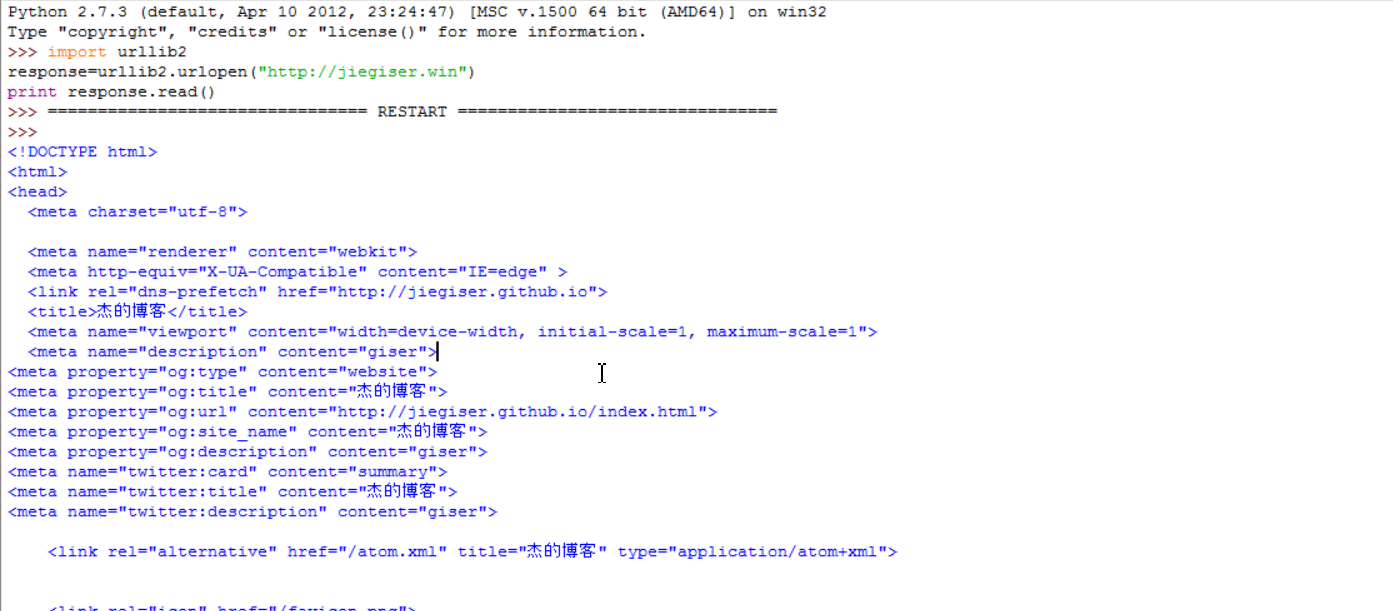 Python 2.7.3 (default, Apr 10 2012, 23:24:47) [MSC v.1500 64 bit (AMD64)] on win32
Type "copyright", "credits" or "license()" for more information.
>>> import urllib2
response=urllib2.urlopen("http://jiegiser.win")
print response.read()
>>> ================================ RESTART ================================
>>>
<!DOCTYPE html>
<html>
<head>
  <meta charset="utf-8">
  <meta name="renderer" content="webkit">
  <meta http-equiv="X-UA-Compatible" content="IE=edge" >
  <link rel="dns-prefetch" href="http://jiegiser.github.io">
  <title>杰的博客</title>
  <meta name="viewport" content="width=device-width, initial-scale=1, maximum-scale=1">
  <meta name="description" content="giser">
<meta property="og:type" content="website">
<meta property="og:title" content="杰的博客">
<meta property="og:url" content="http://jiegiser.github.io/index.html">
<meta property="og:site_name" content="杰的博客">
<meta property="og:description" content="giser">
<meta name="twitter:card" content="summary">
<meta name="twitter:title" content="杰的博客">
<meta name="twitter:description" content="giser">
    <link rel="alternative" href="/atom.xml" title="杰的博客" type="application/atom+xml">
    <link rel="icon" href="/favicon.png">